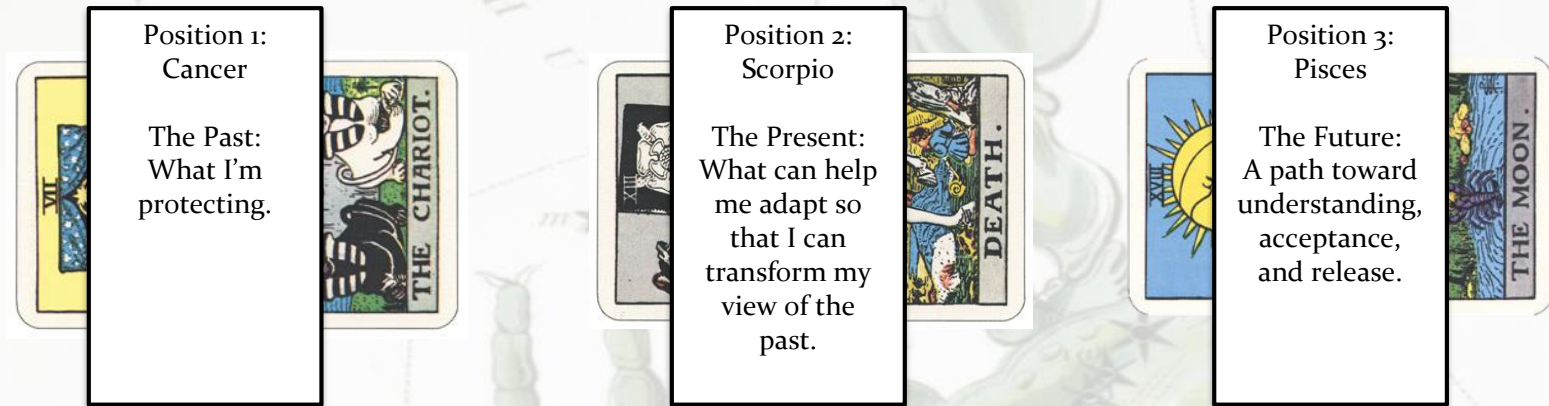 Position 1:
Cancer
The Past:
What I'm
protecting.
VII
THE CHARIOT.
Position 2:
Scorpio
The Present:
What can help
me adapt so
that I can
transform my
view of the
past.
XIII
DEATH.
Position 3:
Pisces
The Future:
A path toward
understanding,
acceptance,
and release.
XVIII
THE MOON.